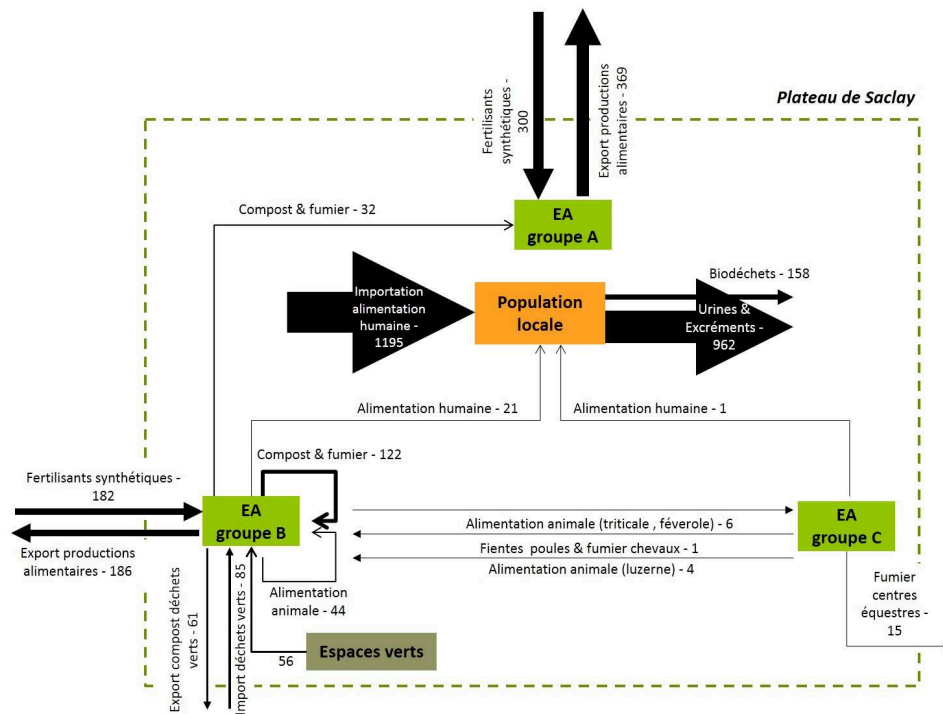 Plateau de Saclay
Fertilisants
synthétiques -
300
Export productions
alimentaires - 369
EA
groupe A
Compost & fumier - 32
Importation
alimentation
humaine -
1195
Population
locale
Biodéchets - 158
Urines &
Excréments -
962
Alimentation humaine - 21
Alimentation humaine - 1
Compost & fumier - 122
Fertilisants synthétiques -
182
EA
groupe B
Export productions
alimentaires - 186
Alimentation animale (triticale , féverole) - 6
Fientes poules & fumier chevaux - 1
Alimentation animale (luzerne) - 4
EA
groupe C
Alimentation
animale - 44
Fumier
centres
équestres -
15
Export compost déchets
verts - 61
Import déchets verts - 85
56
Espaces verts